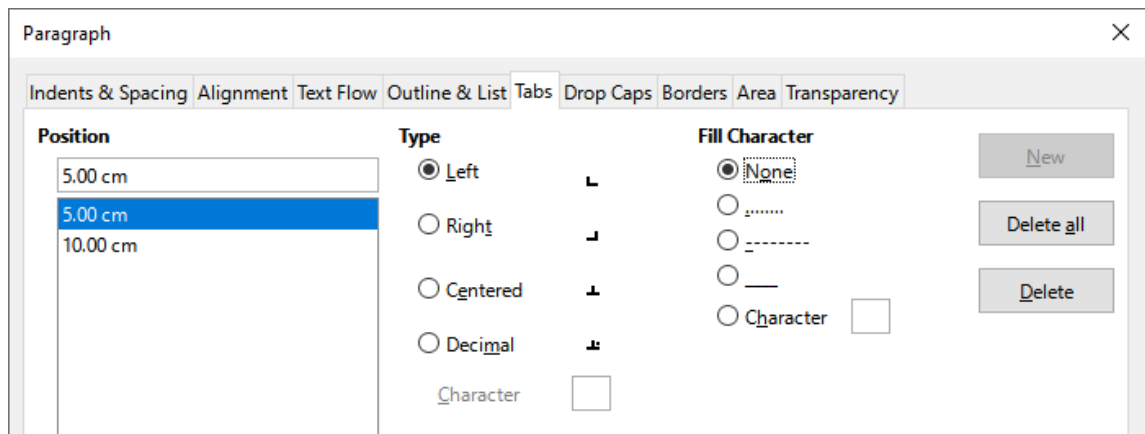 Paragraph
Indents & Spacing Alignment Text Flow Outline & List Tabs Drop Caps Borders Area Transparency
Position
5.00 cm
5.00 cm
10.00 cm
Type
Left
Right
Centered
Decimal
Character
Fill Character
None
........
--------
____
Character
New
Delete all
Delete